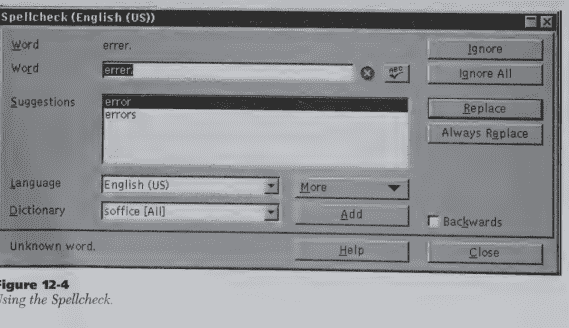 Spellcheck (English (US))
Word errer. Ignore
Word errer. ABC Ignore All
Suggestions error Replace
errors Always Replace
Language English (US) More
Dictionary soffice [All] Add Backwards
Unknown word. Help Close
Figure 12-4
Using the Spellcheck.